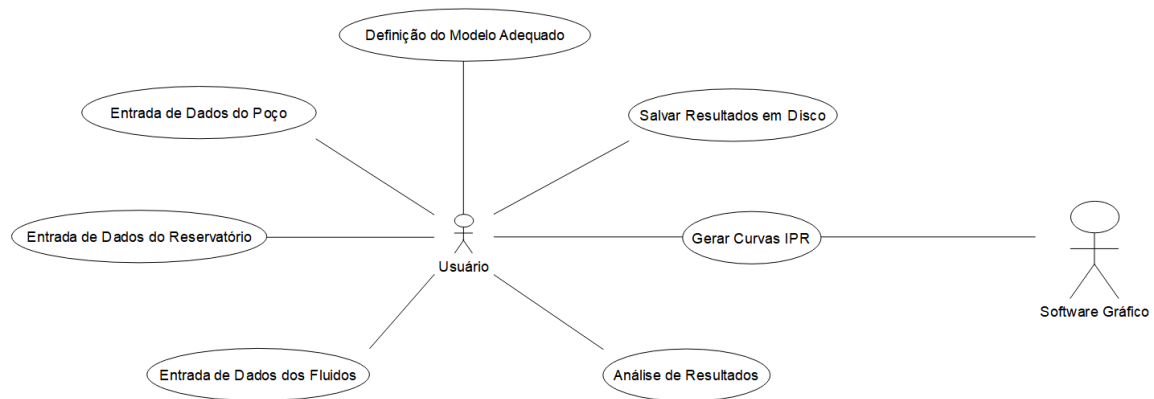 Definição do Modelo Adequado
Entrada de Dados do Poço
Salvar Resultados em Disco
Entrada de Dados do Reservatório
Gerar Curvas IPR
Usuário
Software Gráfico
Entrada de Dados dos Fluidos
Análise de Resultados